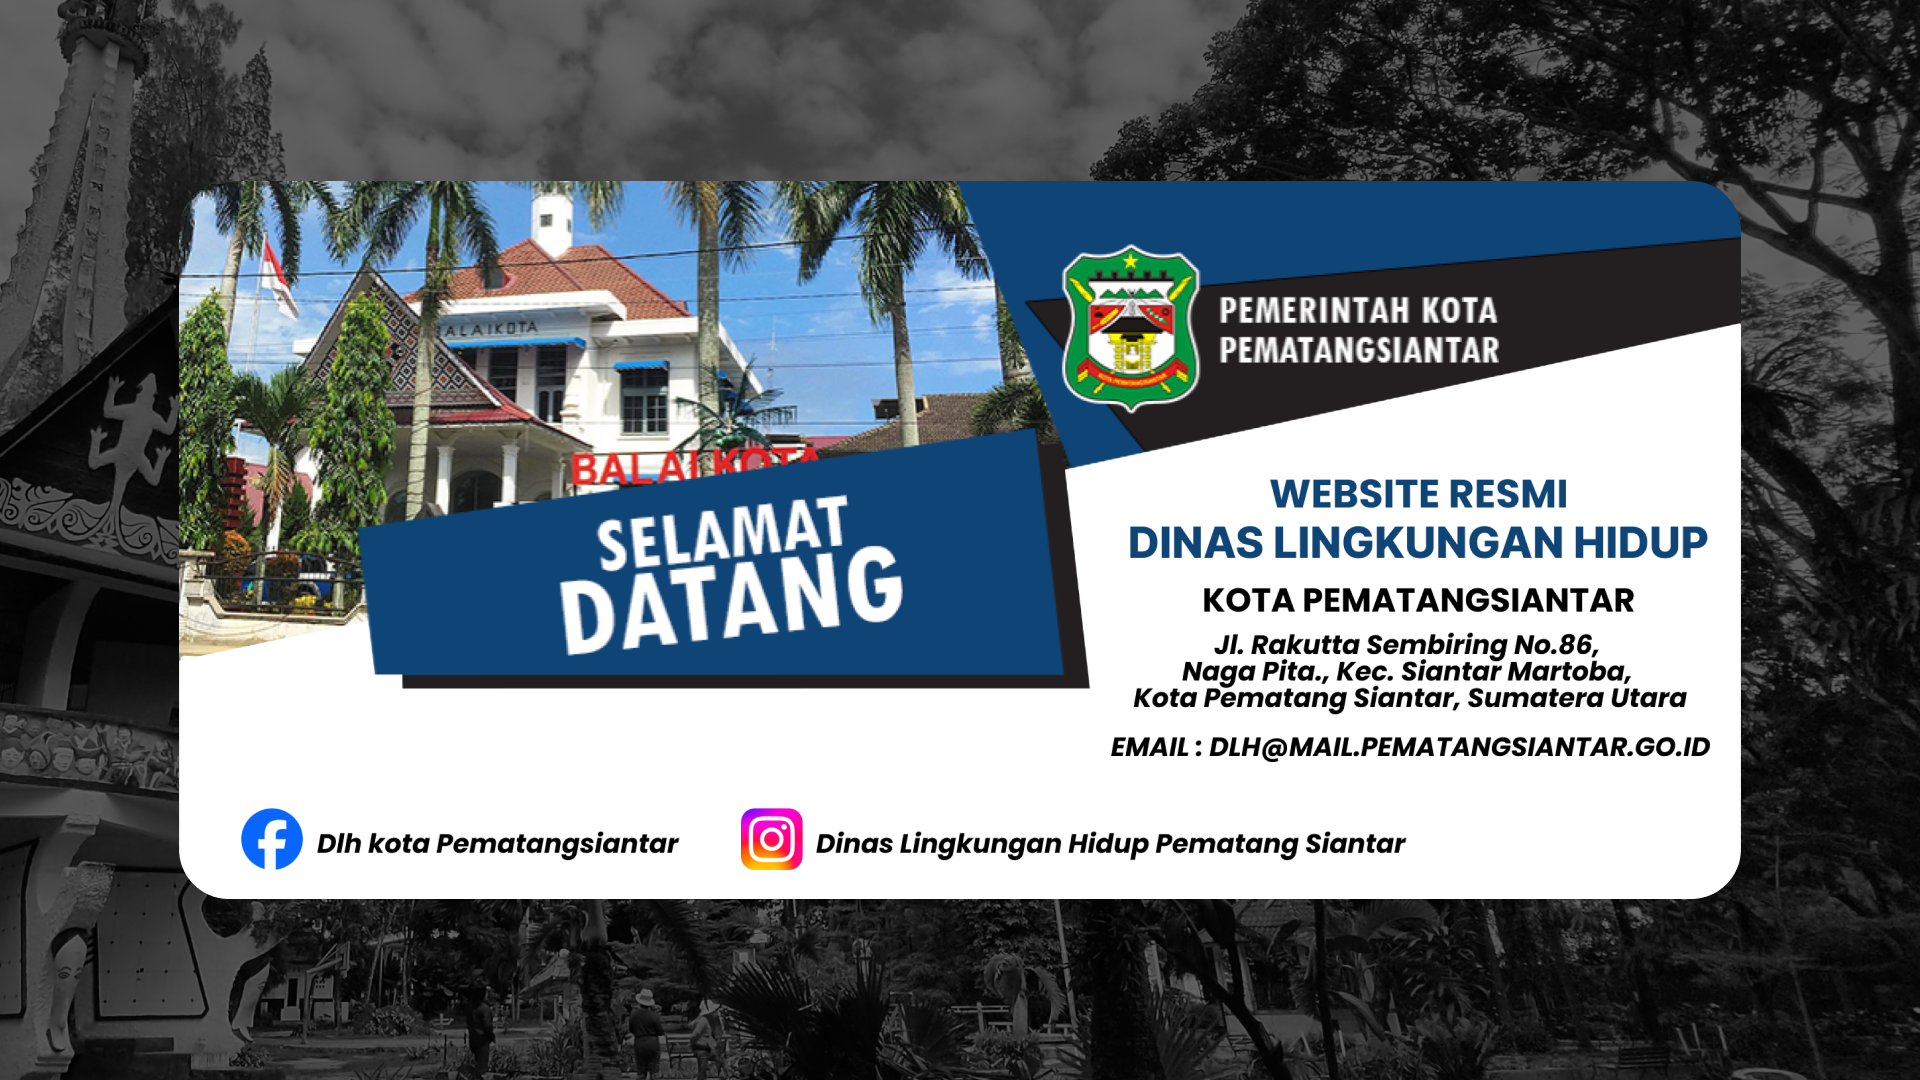 BALAIKOTA
BALAI KOTA
SELAMAT
DATANG
KOTA PEMATANGSIANTAR
PEMERINTAH KOTA
PEMATANGSIANTAR
WEBSITE RESMI
DINAS LINGKUNGAN HIDUP
KOTA PEMATANGSIANTAR
Jl. Rakutta Sembiring No.86,
Naga Pita., Kec. Siantar Martoba,
Kota Pematang Siantar, Sumatera Utara
EMAIL : DLH@MAIL.PEMATANGSIANTAR.GO.ID
Dlh kota Pematangsiantar
Dinas Lingkungan Hidup Pematang Siantar